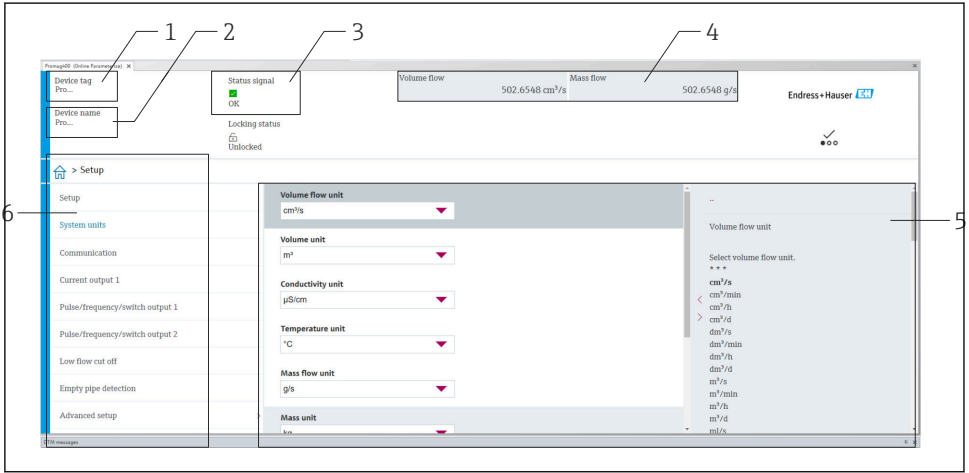 1
2
3
4
Promag400 (Online Parameterize) ×
Device tag
Pro...
Status signal
OK
Volume flow
502.6548 cm³/s
Mass flow
502.6548 g/s
Endress+Hauser EH
Device name
Pro...
Locking status
Unlocked
> Setup
6
5
Setup
System units
Communication
Current output 1
Pulse/frequency/switch output 1
Pulse/frequency/switch output 2
Low flow cut off
Empty pipe detection
Advanced setup
Volume flow unit
cm³/s
Volume unit
m³
Conductivity unit
µS/cm
Temperature unit
°C
Mass flow unit
g/s
Mass unit
kg
..
Volume flow unit
Select volume flow unit.
* * *
cm³/s
cm³/min
cm³/h
cm³/d
dm³/s
dm³/min
dm³/h
dm³/d
m³/s
m³/min
m³/h
m³/d
ml/s
DTM messages